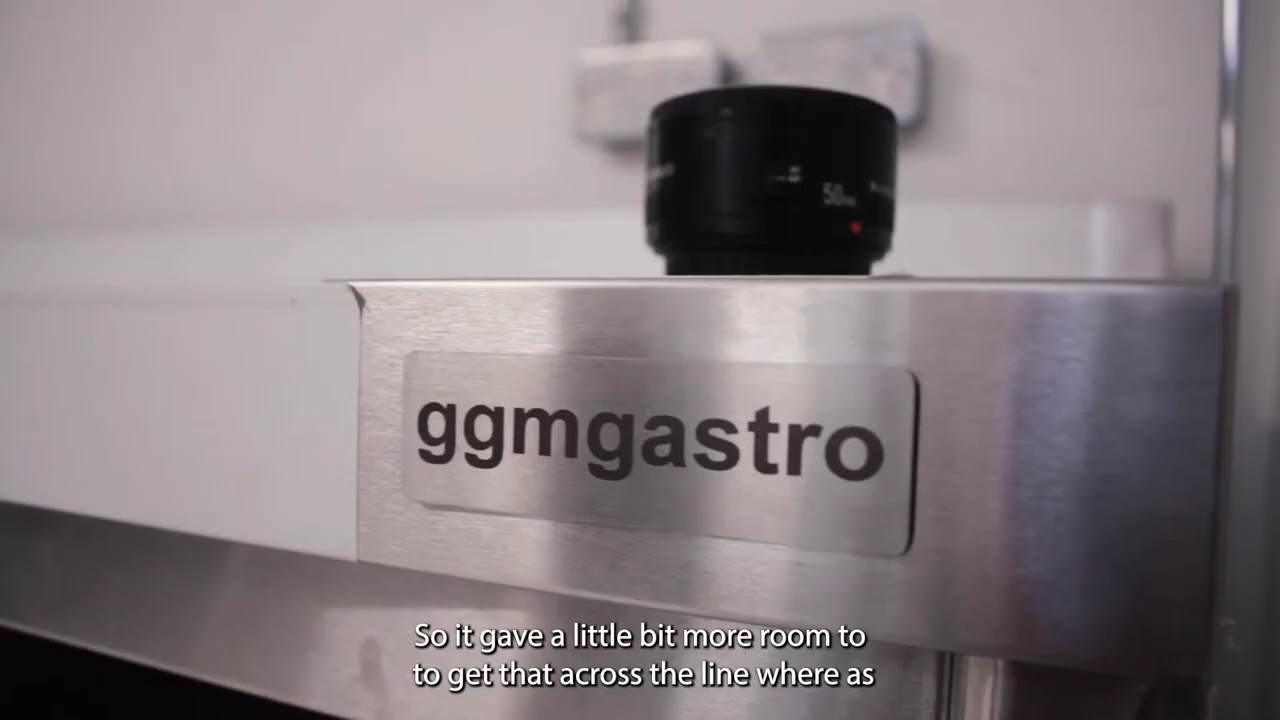 50mm
ggmgastro
So it gave a little bit more room to
to get that across the line where as